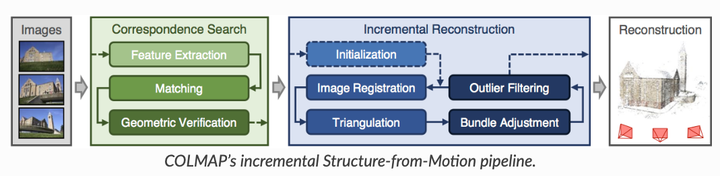 Images
Correspondence Search
Feature Extraction
Matching
Geometric Verification
Incremental Reconstruction
Initialization
Image Registration
Triangulation
Outlier Filtering
Bundle Adjustment
Reconstruction
COLMAP's incremental Structure-from-Motion pipeline.